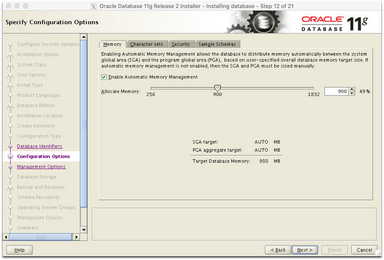 Oracle Database 11g Release 2 Installer - Installing database - Step 12 of 21
Specify Configuration Options
ORACLE
DATABASE
11g
Configure Security Updates
Installation Option
System Class
Grid Options
Install Type
Product Languages
Database Edition
Installation Location
Create Inventory
Configuration Type
Database Identifiers
Configuration Options
Management Options
Database Storage
Backup and Recovery
Schema Passwords
Operating System Groups
Prerequisite Checks
Summary
Memory Character sets Security Sample Schemas
Enabling Automatic Memory Management allows the database to distribute memory automatically between the system
global area (SGA) and the program global area (PGA), based on user-specified overall database memory target size. If
automatic memory management is not enabled, then the SGA and PGA must be sized manually.
Enable Automatic Memory Management
Allocate Memory: 900 49 %
256 900 1832
SGA target: AUTO MB
PGA aggregate target: AUTO MB
Target Database Memory: 900 MB
Help < Back Next > Finish Cancel